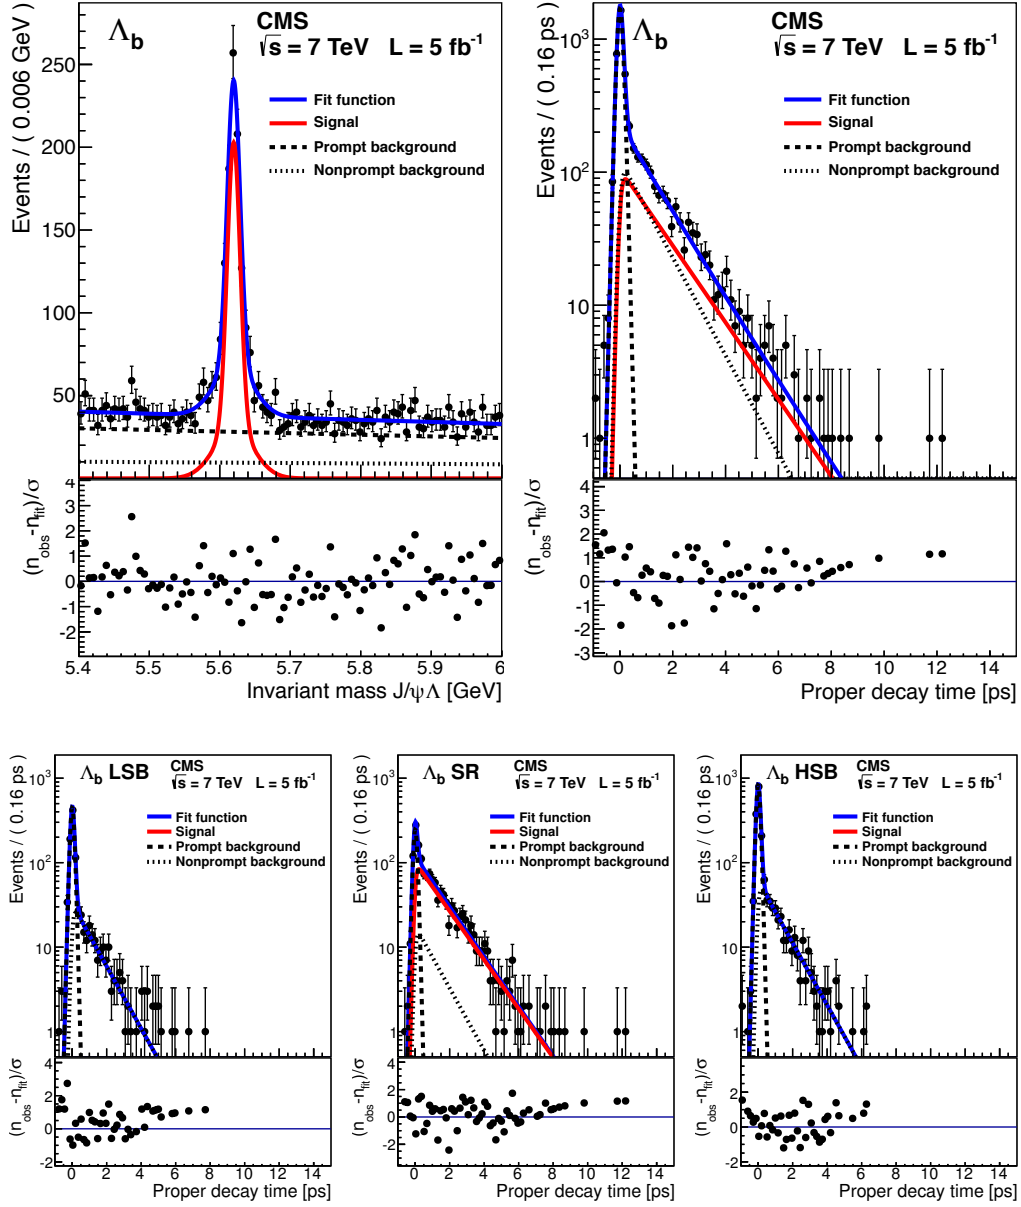 Λb
CMS
√s = 7 TeV L = 5 fb-1
Events / ( 0.006 GeV )
250
200
150
100
50
Fit function
Signal
Prompt background
Nonprompt background
(nobs-nfit)/σ
4
3
2
1
0
-1
-2
5.4 5.5 5.6 5.7 5.8 5.9 6
Invariant mass J/ψΛ [GeV]
Λb
CMS
√s = 7 TeV L = 5 fb-1
Events / ( 0.16 ps )
103
102
10
1
Fit function
Signal
Prompt background
Nonprompt background
(nobs-nfit)/σ
4
3
2
1
0
-1
-2
-3
0 2 4 6 8 10 12 14
Proper decay time [ps]
Λb LSB
CMS
√s = 7 TeV L = 5 fb-1
Events / ( 0.16 ps )
103
102
10
1
Fit function
Signal
Prompt background
Nonprompt background
(nobs-nfit)/σ
4
2
0
-2
0 2 4 6 8 10 12 14
Proper decay time [ps]
Λb SR
CMS
√s = 7 TeV L = 5 fb-1
Events / ( 0.16 ps )
103
102
10
1
Fit function
Signal
Prompt background
Nonprompt background
(nobs-nfit)/σ
4
2
0
-2
0 2 4 6 8 10 12 14
Proper decay time [ps]
Λb HSB
CMS
√s = 7 TeV L = 5 fb-1
Events / ( 0.16 ps )
103
102
10
1
Fit function
Signal
Prompt background
Nonprompt background
(nobs-nfit)/σ
2
0
-2
0 2 4 6 8 10 12 14
Proper decay time [ps]